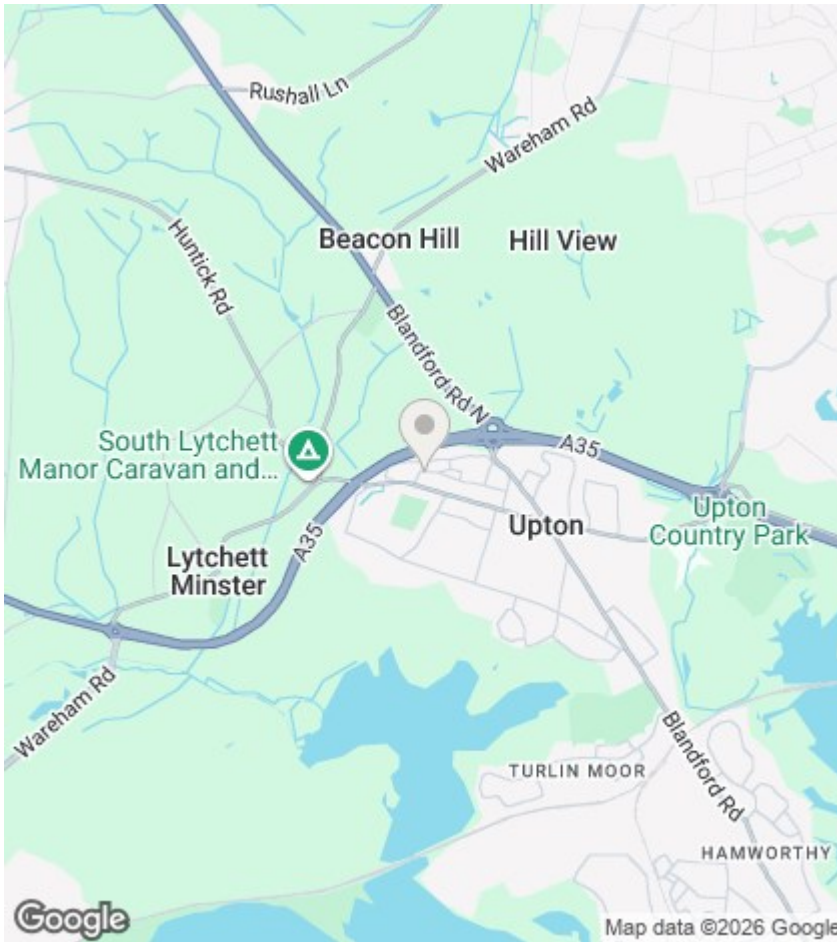 Rushall Ln
Wareham Rd
Huntick Rd
Beacon Hill
Hill View
Blandford Rd N
South Lytchett
Manor Caravan and...
A35
Upton
Country Park
Upton
A35
Lytchett
Minster
Wareham Rd
Blandford Rd
TURLIN MOOR
HAMWORTHY
Google
Map data ©2026 Google